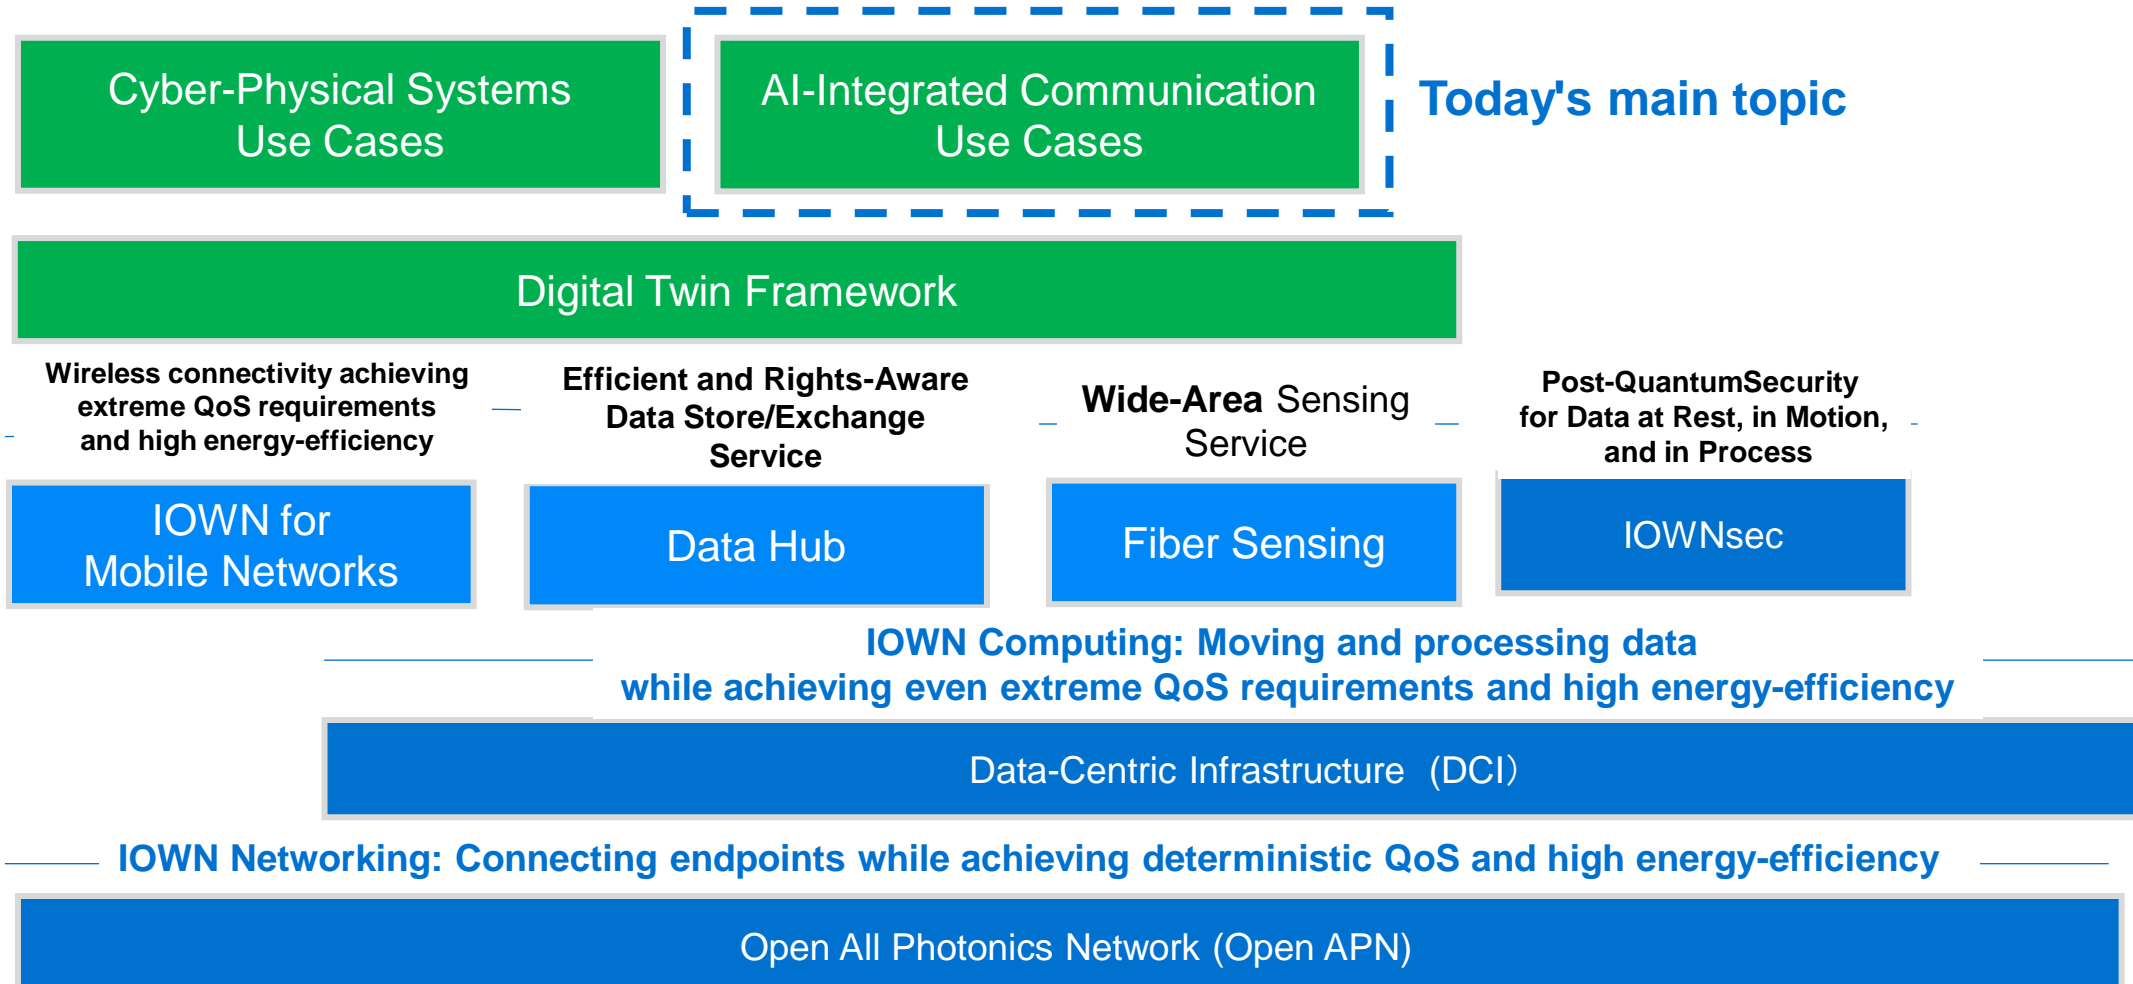 Cyber-Physical Systems
Use Cases
AI-Integrated Communication
Use Cases
Today's main topic
Digital Twin Framework
Wireless connectivity achieving
extreme QoS requirements
and high energy-efficiency
Efficient and Rights-Aware
Data Store/Exchange
Service
Wide-Area Sensing
Service
Post-QuantumSecurity
for Data at Rest, in Motion,
and in Process
IOWN for
Mobile Networks
Data Hub
Fiber Sensing
IOWNsec
IOWN Computing: Moving and processing data
while achieving even extreme QoS requirements and high energy-efficiency
Data-Centric Infrastructure (DCI）
IOWN Networking: Connecting endpoints while achieving deterministic QoS and high energy-efficiency
Open All Photonics Network (Open APN)